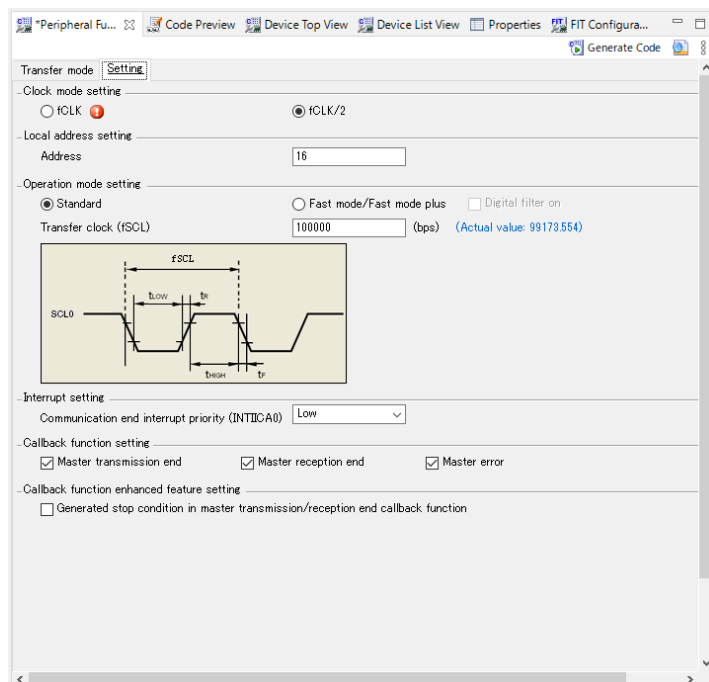 *Peripheral Fu... Code Preview Device Top View Device List View Properties FIT Configura...
Generate Code
Transfer mode Setting
Clock mode setting
fCLK fCLK/2
Local address setting
Address 16
Operation mode setting
Standard Fast mode/Fast mode plus Digital filter on
Transfer clock (fSCL) 100000 (bps) (Actual value: 99173.554)
fSCL
tLOW tR
SCL0
tHIGH tF
Interrupt setting
Communication end interrupt priority (INTIICA0) Low
Callback function setting
Master transmission end Master reception end Master error
Callback function enhanced feature setting
Generated stop condition in master transmission/reception end callback function